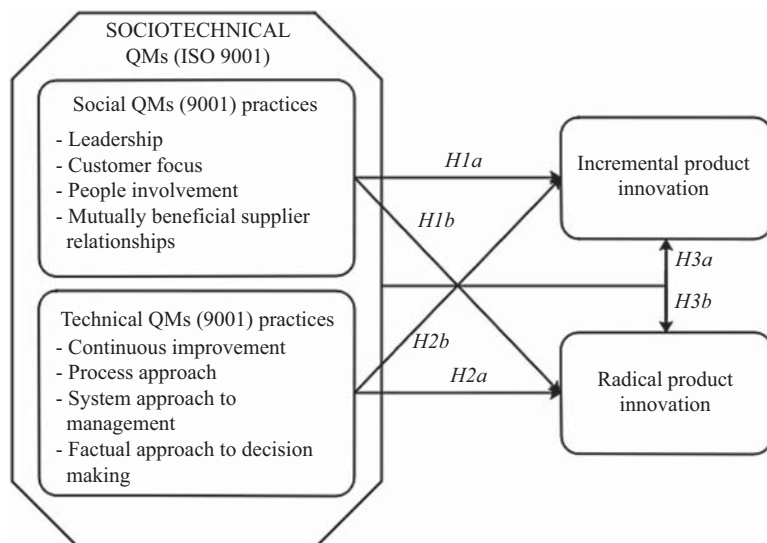 SOCIOTECHNICAL
QMs (ISO 9001)
Social QMs (9001) practices
- Leadership
- Customer focus
- People involvement
- Mutually beneficial supplier
relationships
Technical QMs (9001) practices
- Continuous improvement
- Process approach
- System approach to
management
- Factual approach to decision
making
H1a
H1b
H2b
H2a
Incremental product
innovation
H3a
H3b
Radical product
innovation